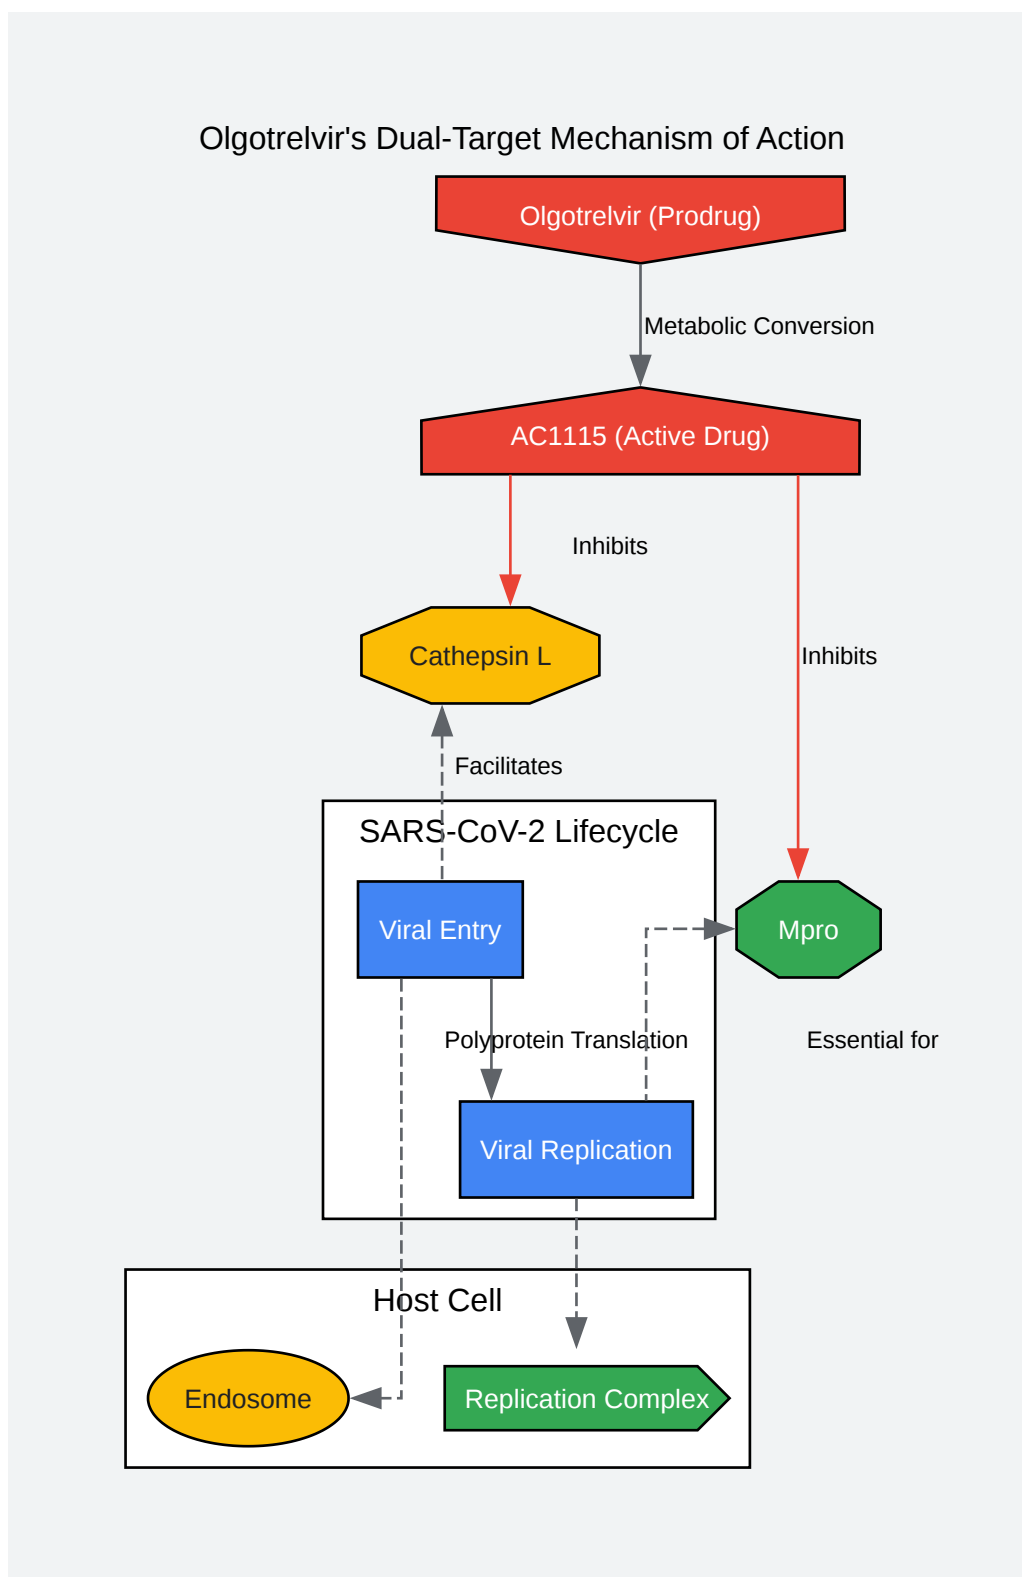 Olgotrelvir's Dual-Target Mechanism of Action
Olgotrelvir (Prodrug)
Metabolic Conversion
AC1115 (Active Drug)
Inhibits
Cathepsin L
Inhibits
Facilitates
SARS-CoV-2 Lifecycle
Viral Entry
Mpro
Polyprotein Translation
Essential for
Viral Replication
Host Cell
Endosome
Replication Complex